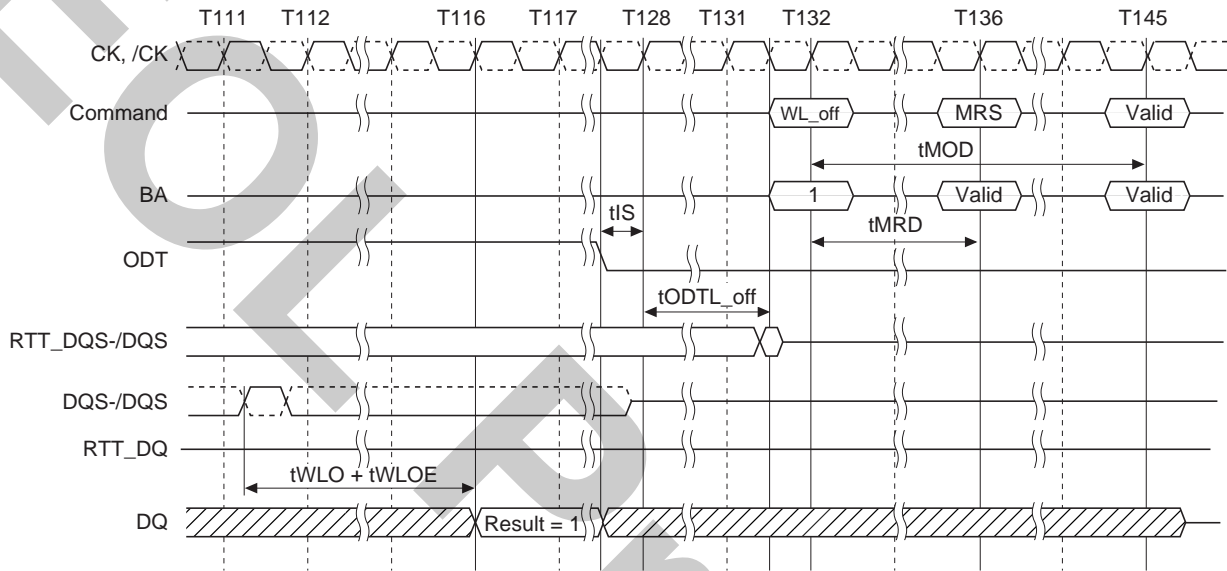 T111 T112 T116 T117 T128 T131 T132 T136 T145
CK, /CK
Command WL_off MRS Valid
tMOD
BA 1 Valid Valid
tIS tMRD
ODT
tODTL_off
RTT_DQS-/DQS
DQS-/DQS
RTT_DQ
tWLO + tWLOE
DQ Result = 1